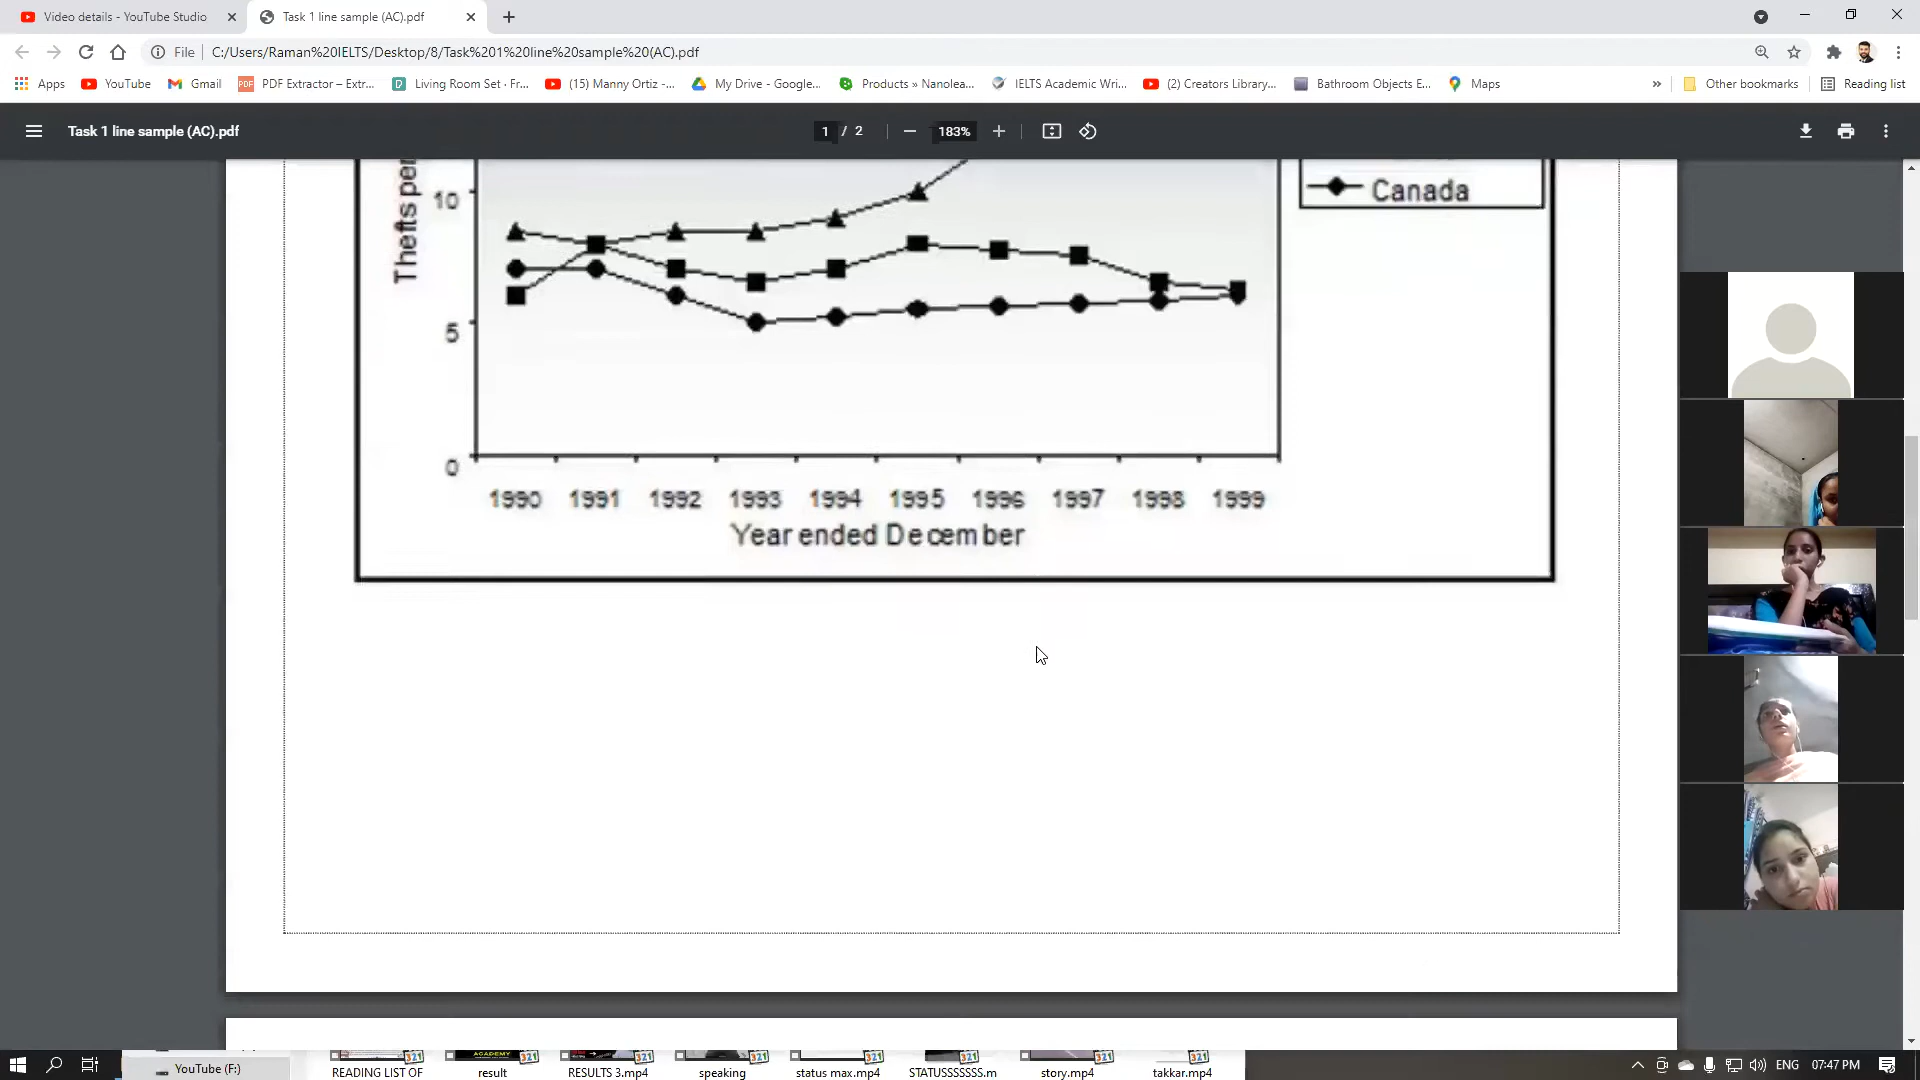 Video details - YouTube Studio
Task 1 line sample (AC).pdf
File
C:/Users/Raman%20IELTS/Desktop/8/Task%201%20line%20sample%20(AC).pdf
Apps
YouTube
Gmail
PDF Extractor – Extr...
Living Room Set · Fr...
(15) Manny Ortiz -...
My Drive - Google...
Products » Nanolea...
IELTS Academic Wri...
(2) Creators Library...
Bathroom Objects E...
Maps
»
Other bookmarks
Reading list
Task 1 line sample (AC).pdf
1 / 2
183%
Thefts per
10
5
0
Canada
1990 1991 1992 1993 1994 1995 1996 1997 1998 1999
Year ended December
READING LIST OF
result
RESULTS 3.mp4
speaking
status max.mp4
STATUSSSSSSS.m
story.mp4
takkar.mp4
YouTube (F:)
ENG
07:47 PM